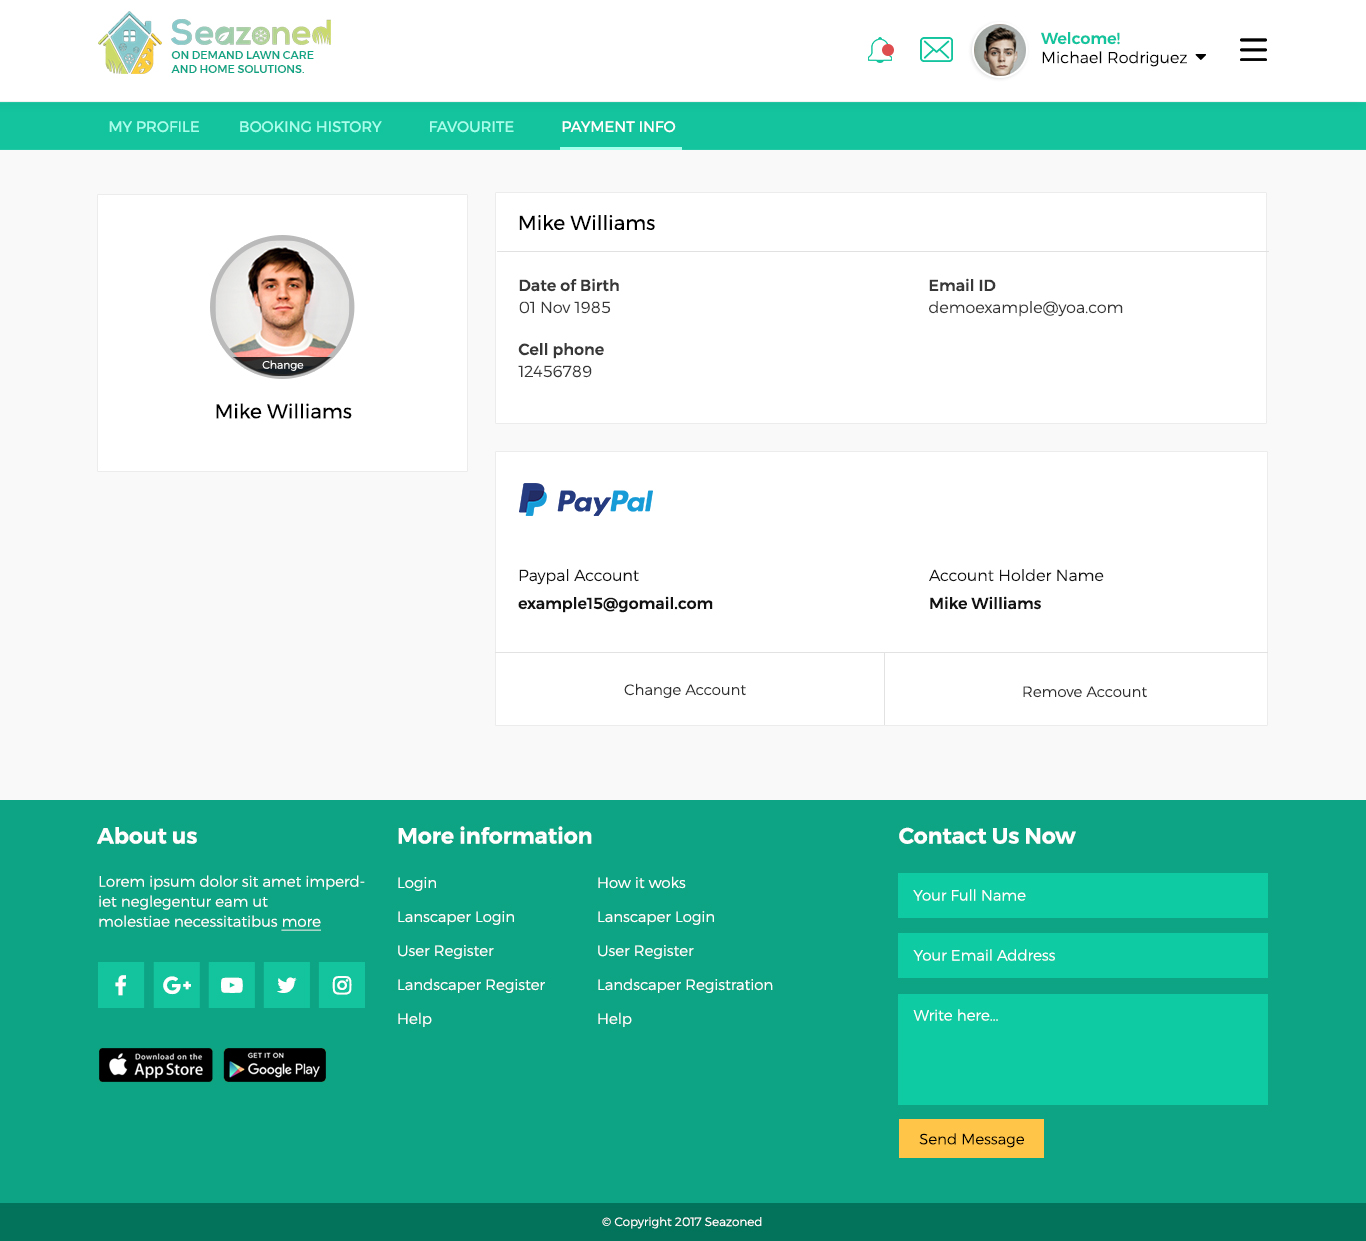 Seazoned
ON DEMAND LAWN CARE
AND HOME SOLUTIONS.
Welcome!
Michael Rodriguez
MY PROFILE
BOOKING HISTORY
FAVOURITE
PAYMENT INFO
Change
Mike Williams
Mike Williams
Date of Birth
01 Nov 1985
Email ID
demoexample@yoa.com
Cell phone
12456789
PayPal
Paypal Account
example15@gomail.com
Account Holder Name
Mike Williams
Change Account
Remove Account
About us
Lorem ipsum dolor sit amet imperd-
iet neglegentur eam ut
molestiae necessitatibus more
G+
Download on the
App Store
GET IT ON
Google Play
More information
Login
Lanscaper Login
User Register
Landscaper Register
Help
How it woks
Lanscaper Login
User Register
Landscaper Registration
Help
Contact Us Now
Your Full Name
Your Email Address
Write here...
Send Message
© Copyright 2017 Seazoned